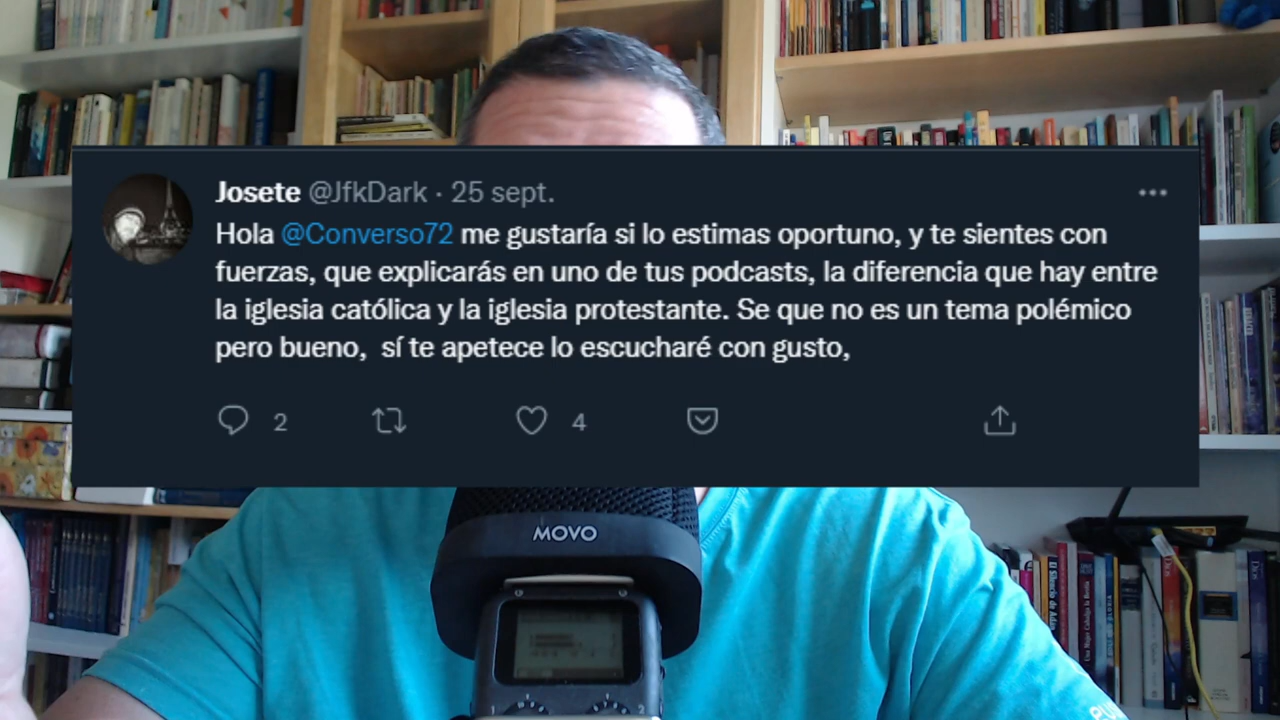 Josete @JfkDark · 25 sept.
Hola @Converso72 me gustaría si lo estimas oportuno, y te sientes con
fuerzas, que explicarás en uno de tus podcasts, la diferencia que hay entre
la iglesia católica y la iglesia protestante. Se que no es un tema polémico
pero bueno,  sí te apetece lo escucharé con gusto,
2
4
MOVO